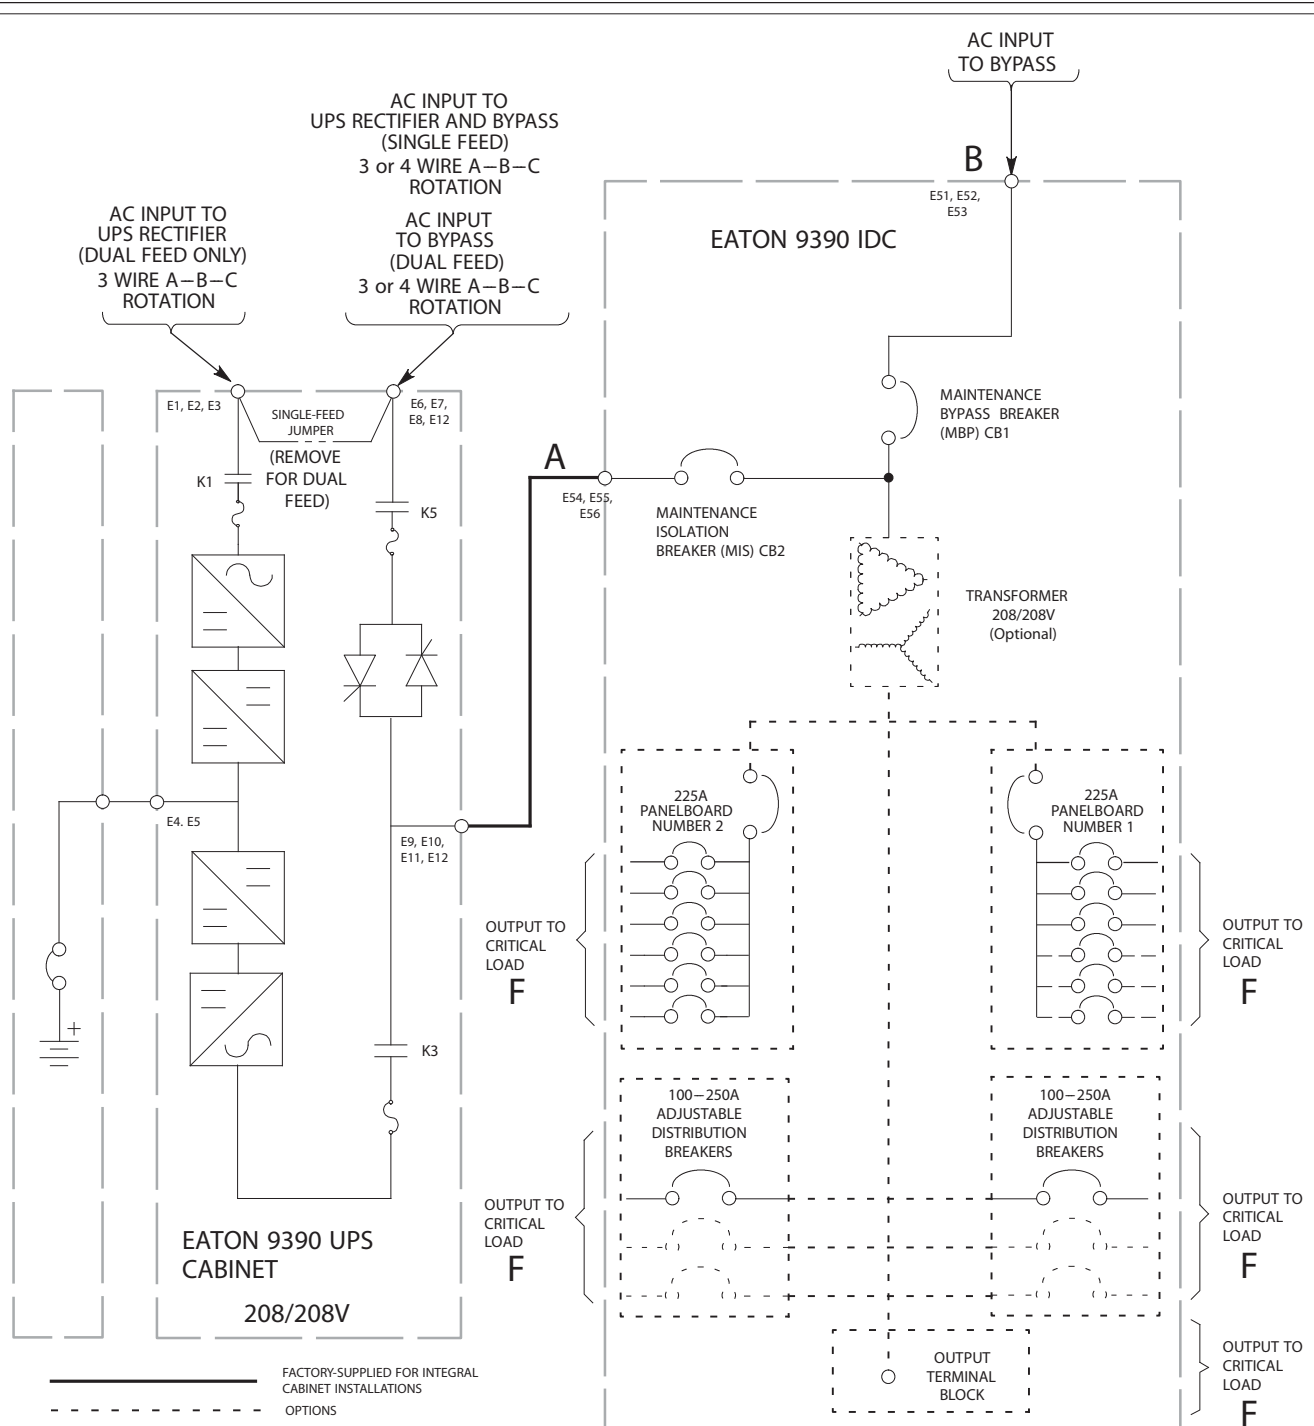 AC INPUT
TO BYPASS
AC INPUT TO
UPS RECTIFIER AND BYPASS
(SINGLE FEED)
3 or 4 WIRE A−B−C
ROTATION
AC INPUT TO
UPS RECTIFIER
(DUAL FEED ONLY)
3 WIRE A−B−C
ROTATION
AC INPUT
TO BYPASS
(DUAL FEED)
3 or 4 WIRE A−B−C
ROTATION
B
E51, E52,
E53
EATON 9390 IDC
E1, E2, E3
SINGLE-FEED
JUMPER
(REMOVE
FOR DUAL
FEED)
E6, E7,
E8, E12
K1
K5
A
E54, E55,
E56
MAINTENANCE
BYPASS BREAKER
(MBP) CB1
MAINTENANCE
ISOLATION
BREAKER (MIS) CB2
TRANSFORMER
208/208V
(Optional)
225A
PANELBOARD
NUMBER 2
225A
PANELBOARD
NUMBER 1
E4. E5
E9, E10,
E11, E12
OUTPUT TO
CRITICAL
LOAD
F
OUTPUT TO
CRITICAL
LOAD
F
+
K3
100−250A
ADJUSTABLE
DISTRIBUTION
BREAKERS
100−250A
ADJUSTABLE
DISTRIBUTION
BREAKERS
OUTPUT TO
CRITICAL
LOAD
F
OUTPUT TO
CRITICAL
LOAD
F
EATON 9390 UPS
CABINET
208/208V
OUTPUT
TERMINAL
BLOCK
OUTPUT TO
CRITICAL
LOAD
F
FACTORY-SUPPLIED FOR INTEGRAL
CABINET INSTALLATIONS
OPTIONS